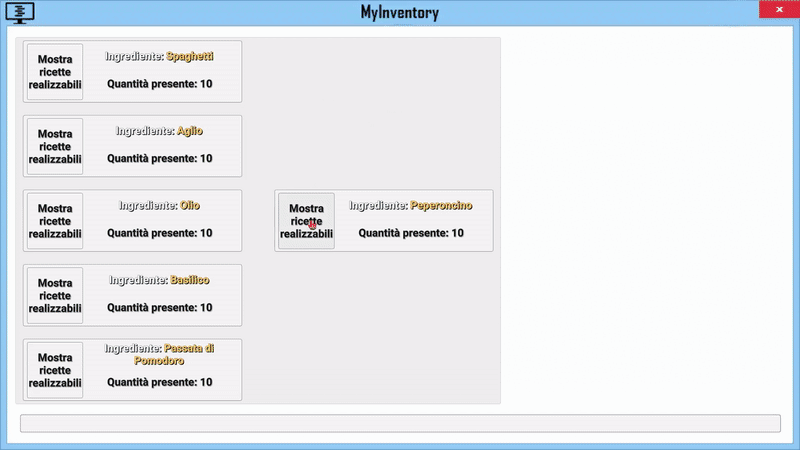 MyInventory
Mostra
ricette
realizzabili
Ingrediente: Spaghetti
Quantità presente: 10
Mostra
ricette
realizzabili
Ingrediente: Aglio
Quantità presente: 10
Mostra
ricette
realizzabili
Ingrediente: Olio
Quantità presente: 10
Mostra
ricette
realizzabili
Ingrediente: Peperoncino
Quantità presente: 10
Mostra
ricette
realizzabili
Ingrediente: Basilico
Quantità presente: 10
Mostra
ricette
realizzabili
Ingrediente: Passata di
Pomodoro
Quantità presente: 10